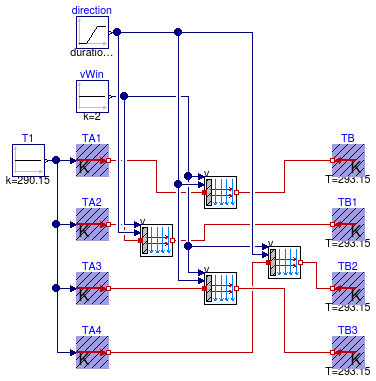 direction
duratio...
vWin
k=2
T1
k=290.15
TA1
K
TB
K
T=293.15
v
TA2
K
v
TB1
K
T=293.15
v
TA3
K
v
TB2
K
T=293.15
TA4
K
TB3
K
T=293.15